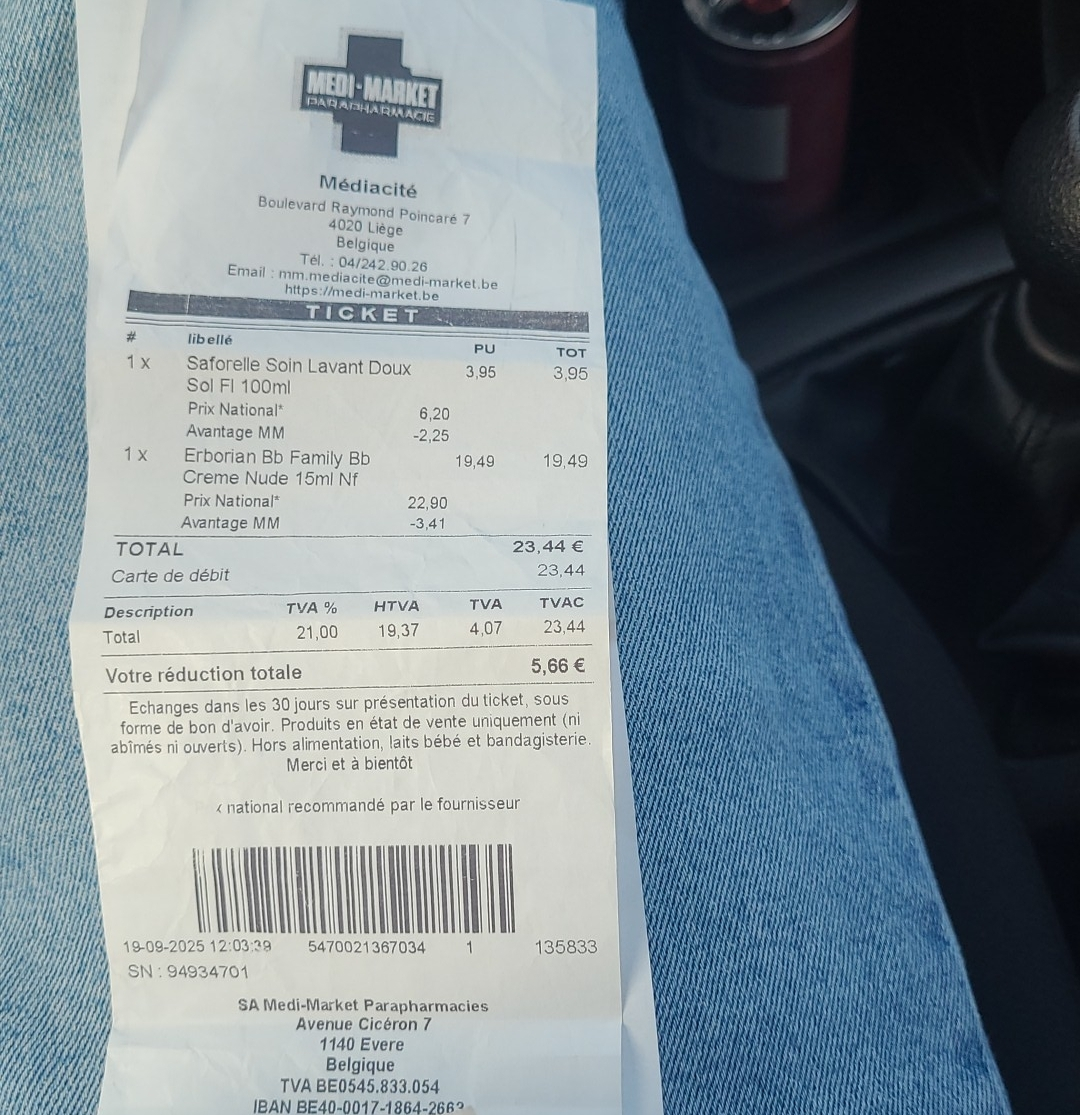 MEDI-MARKET
PARAPHARMACIE
Médiacité
Boulevard Raymond Poincaré 7
4020 Liège
Belgique
Tél. : 04/242.90.26
Email : mm.mediacite@medi-market.be
https://medi-market.be
TICKET
# libellé PU TOT
1 x Saforelle Soin Lavant Doux 3,95 3,95
Sol Fl 100ml
Prix National* 6,20
Avantage MM -2,25
1 x Erborian Bb Family Bb 19,49 19,49
Creme Nude 15ml Nf
Prix National* 22,90
Avantage MM -3,41
TOTAL 23,44 €
Carte de débit 23,44
Description TVA % HTVA TVA TVAC
Total 21,00 19,37 4,07 23,44
Votre réduction totale 5,66 €
Echanges dans les 30 jours sur présentation du ticket, sous
forme de bon d'avoir. Produits en état de vente uniquement (ni
abîmés ni ouverts). Hors alimentation, laits bébé et bandagisterie.
Merci et à bientôt
national recommandé par le fournisseur
19-09-2025 12:03:39 5470021367034 1 135833
SN : 94934701
SA Medi-Market Parapharmacies
Avenue Cicéron 7
1140 Evere
Belgique
TVA BE0545.833.054
IBAN